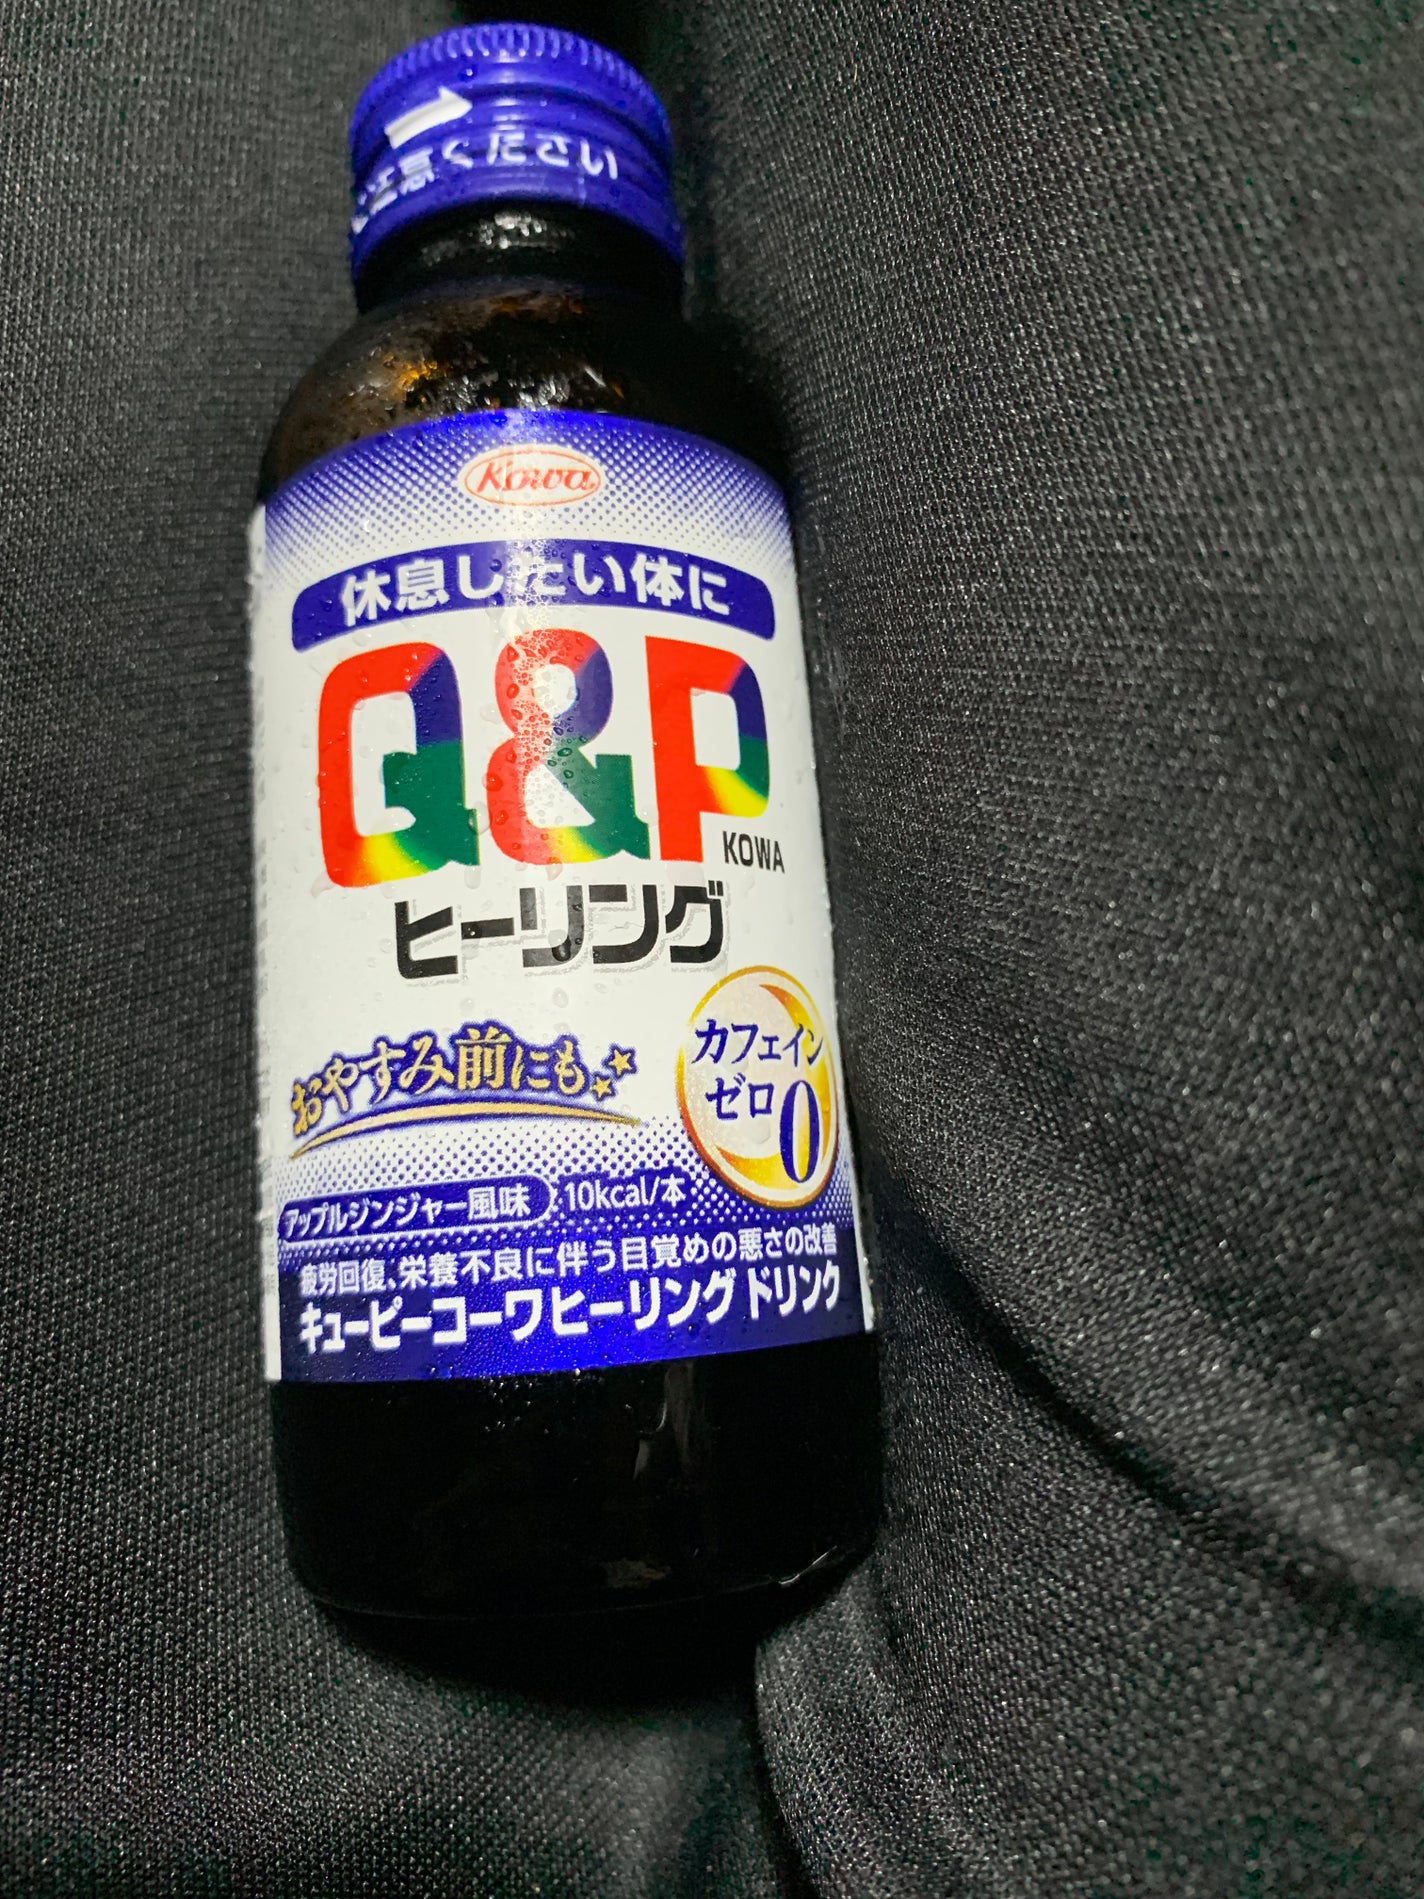 ご注意ください
Kowa
休息したい体に
Q&P
KOWA
ヒーリング
おやすみ前にも
カフェイン
ゼロ0
アップルジンジャー風味 10kcal/本
疲労回復、栄養不良に伴う目覚めの悪さの改善
キューピーコーワヒーリングドリンク